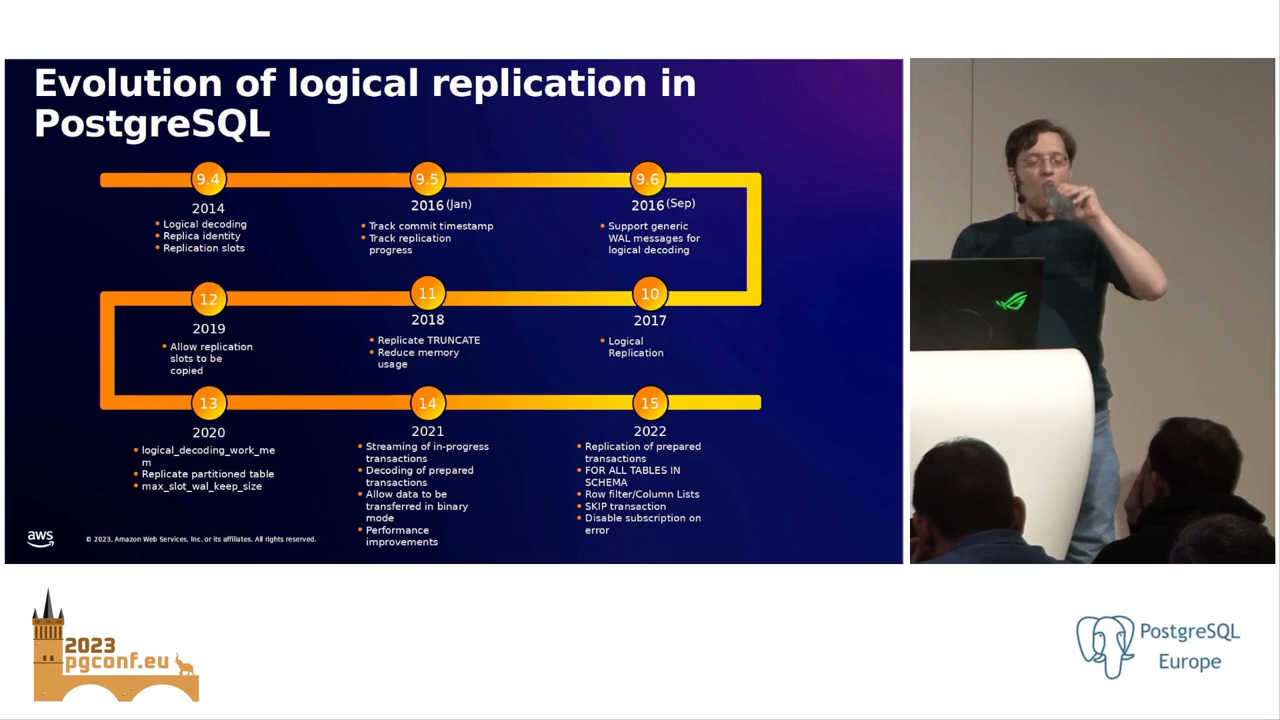 Evolution of logical replication in
PostgreSQL
9.4
2014
• Logical decoding
• Replica identity
• Replication slots
9.5
2016 (Jan)
• Track commit timestamp
• Track replication
progress
9.6
2016 (Sep)
• Support generic
WAL messages for
logical decoding
12
2019
• Allow replication
slots to be
copied
11
2018
• Replicate TRUNCATE
• Reduce memory
usage
10
2017
• Logical
Replication
13
2020
• logical_decoding_work_me
m
• Replicate partitioned table
• max_slot_wal_keep_size
14
2021
• Streaming of in-progress
transactions
• Decoding of prepared
transactions
• Allow data to be
transferred in binary
mode
• Performance
improvements
15
2022
• Replication of prepared
transactions
• FOR ALL TABLES IN
SCHEMA
• Row filter/Column Lists
• SKIP transaction
• Disable subscription on
error
aws
© 2023, Amazon Web Services, Inc. or its affiliates. All rights reserved.
2023
pgconf.eu
PostgreSQL
Europe